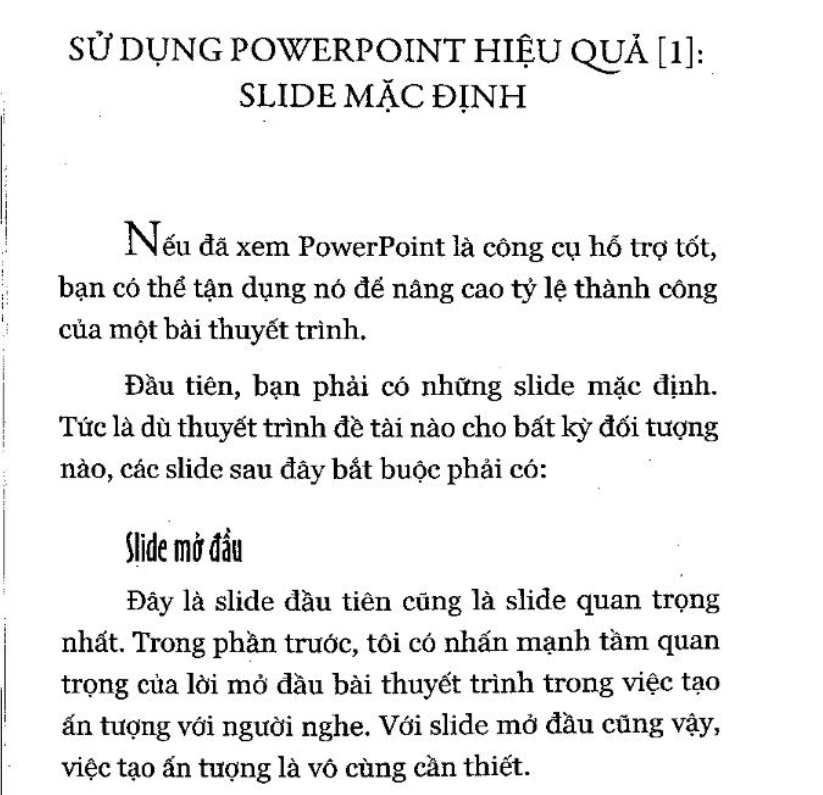 SỬ DỤNG POWERPOINT HIỆU QUẢ [1]:
SLIDE MẶC ĐỊNH
Nếu đã xem PowerPoint là công cụ hỗ trợ tốt,
bạn có thể tận dụng nó để nâng cao tỷ lệ thành công
của một bài thuyết trình.
Đầu tiên, bạn phải có những slide mặc định.
Tức là dù thuyết trình đề tài nào cho bất kỳ đối tượng
nào, các slide sau đây bắt buộc phải có:
Slide mở đầu
Đây là slide đầu tiên cũng là slide quan trọng
nhất. Trong phần trước, tôi có nhấn mạnh tầm quan
trọng của lời mở đầu bài thuyết trình trong việc tạo
ấn tượng với người nghe. Với slide mở đầu cũng vậy,
việc tạo ấn tượng là vô cùng cần thiết.